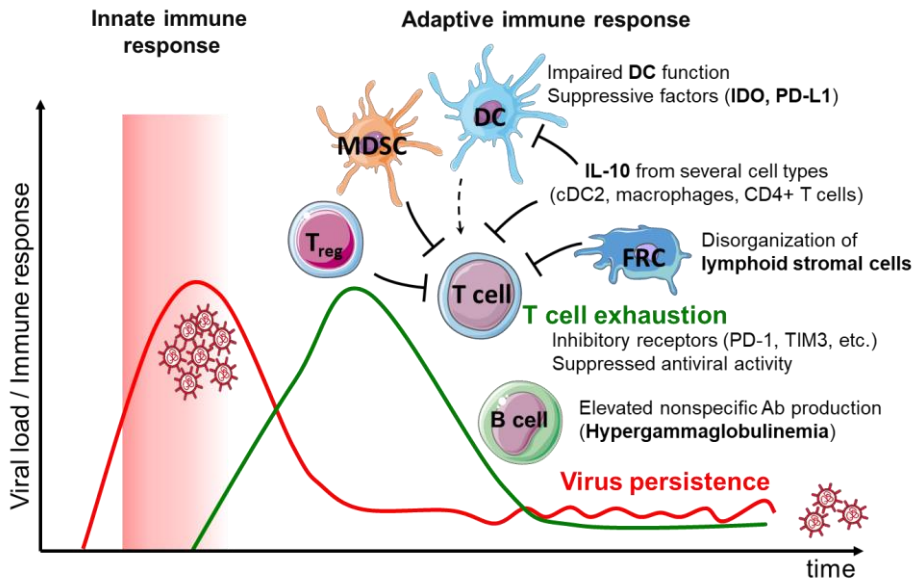 Innate immune
response
Adaptive immune response
Impaired DC function
Suppressive factors (IDO, PD-L1)
DC
MDSC
IL-10 from several cell types
(cDC2, macrophages, CD4+ T cells)
Treg
FRC
Disorganization of
lymphoid stromal cells
T cell
T cell exhaustion
Inhibitory receptors (PD-1, TIM3, etc.)
Suppressed antiviral activity
B cell
Elevated nonspecific Ab production
(Hypergammaglobulinemia)
Virus persistence
Viral load / Immune response
time